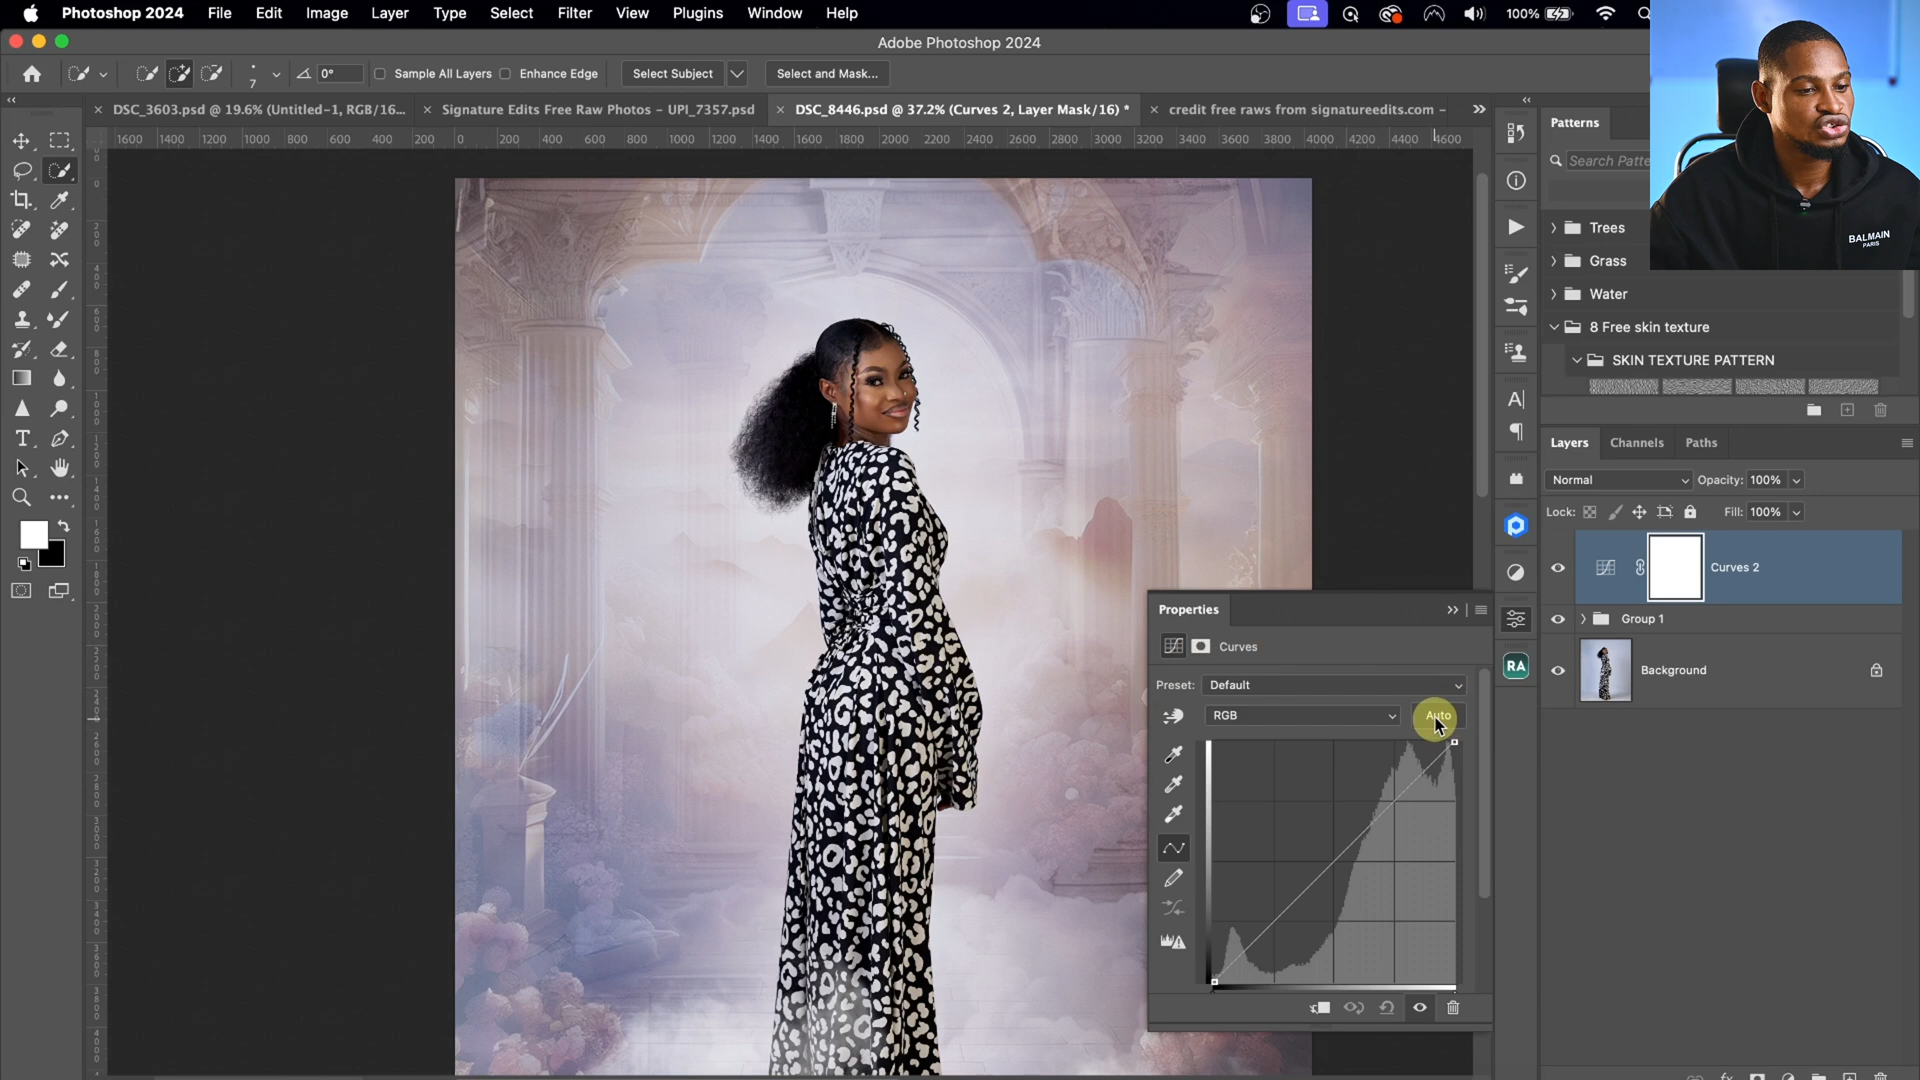 Photoshop 2024 File Edit Image Layer Type Select Filter View Plugins Window Help 100%
Adobe Photoshop 2024
7 0° Sample All Layers Enhance Edge Select Subject Select and Mask...
DSC_3603.psd @ 19.6% (Untitled-1, RGB/16... Signature Edits Free Raw Photos – UPI_7357.psd DSC_8446.psd @ 37.2% (Curves 2, Layer Mask/16) * credit free raws from signatureedits.com –
1600 1400 1200 1000 800 600 400 200 0 200 400 600 800 1000 1200 1400 1600 1800 2000 2200 2400 2600 2800 3000 3200 3400 3600 3800 4000 4200 4400 4600
Patterns
Search Patte
Trees
Grass
Water
8 Free skin texture
SKIN TEXTURE PATTERN
BALMAIN
PARIS
Layers Channels Paths
Normal Opacity: 100%
Lock: Fill: 100%
Curves 2
Group 1
Background
RA
Properties
Curves
Preset: Default
RGB Auto